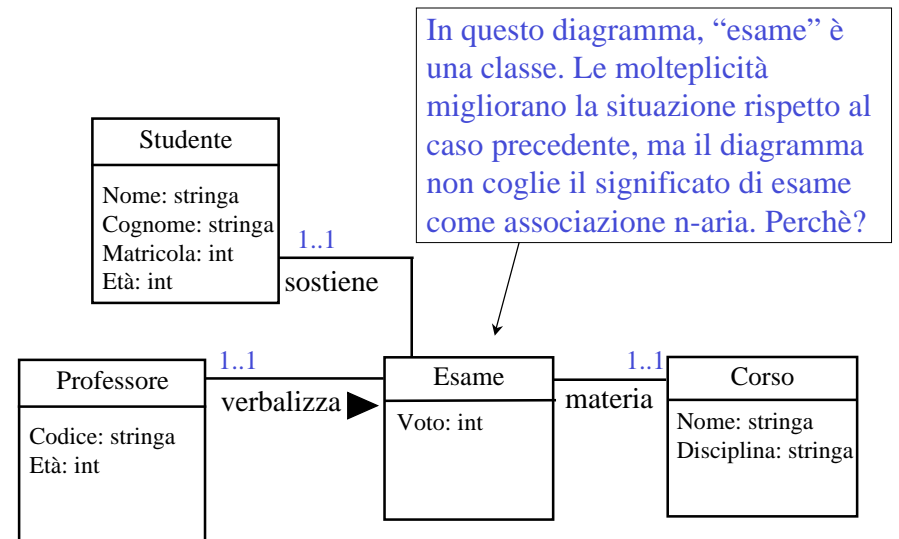 In questo diagramma, “esame” è
una classe. Le molteplicità
migliorano la situazione rispetto al
caso precedente, ma il diagramma
non coglie il significato di esame
come associazione n-aria. Perchè?
Studente
Nome: stringa
Cognome: stringa
Matricola: int
Età: int
1..1
sostiene
Professore
Codice: stringa
Età: int
1..1
verbalizza
Esame
Voto: int
1..1
materia
Corso
Nome: stringa
Disciplina: stringa